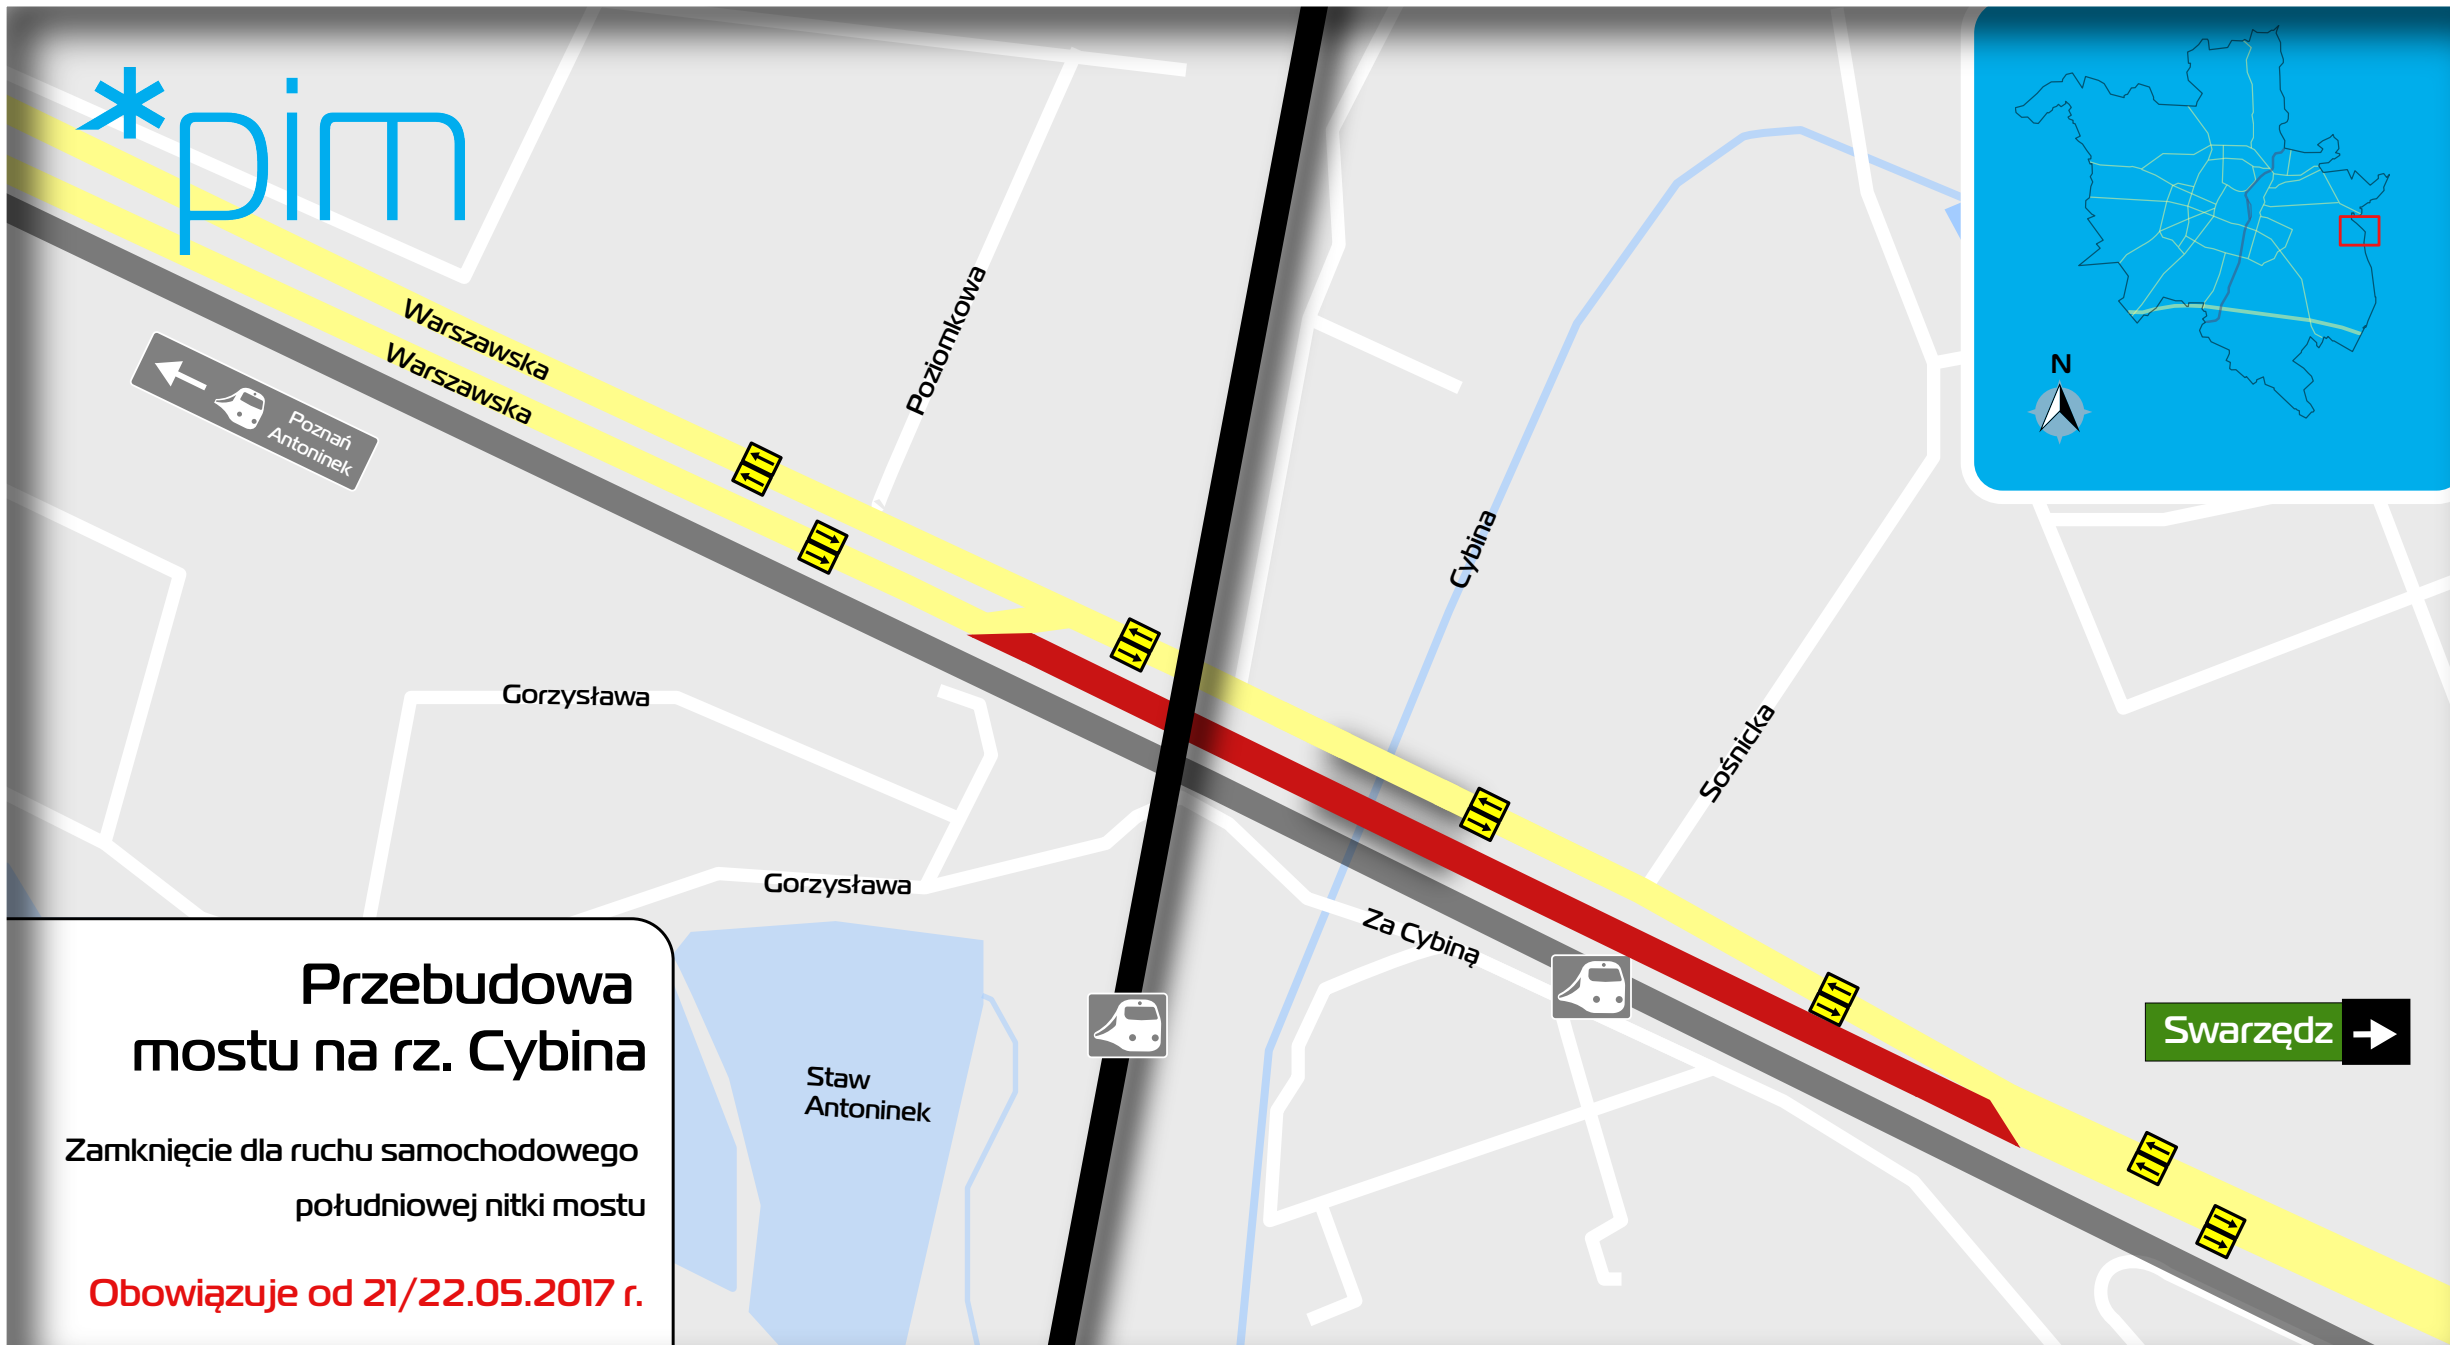 *pim
N
Warszawska
Warszawska
Poziomkowa
Poznań
Antoninek
Cybina
Sośnicka
Gorzysława
Gorzysława
Za Cybiną
Staw
Antoninek
Swarzędz
Przebudowa
mostu na rz. Cybina
Zamknięcie dla ruchu samochodowego
południowej nitki mostu
Obowiązuje od 21/22.05.2017 r.